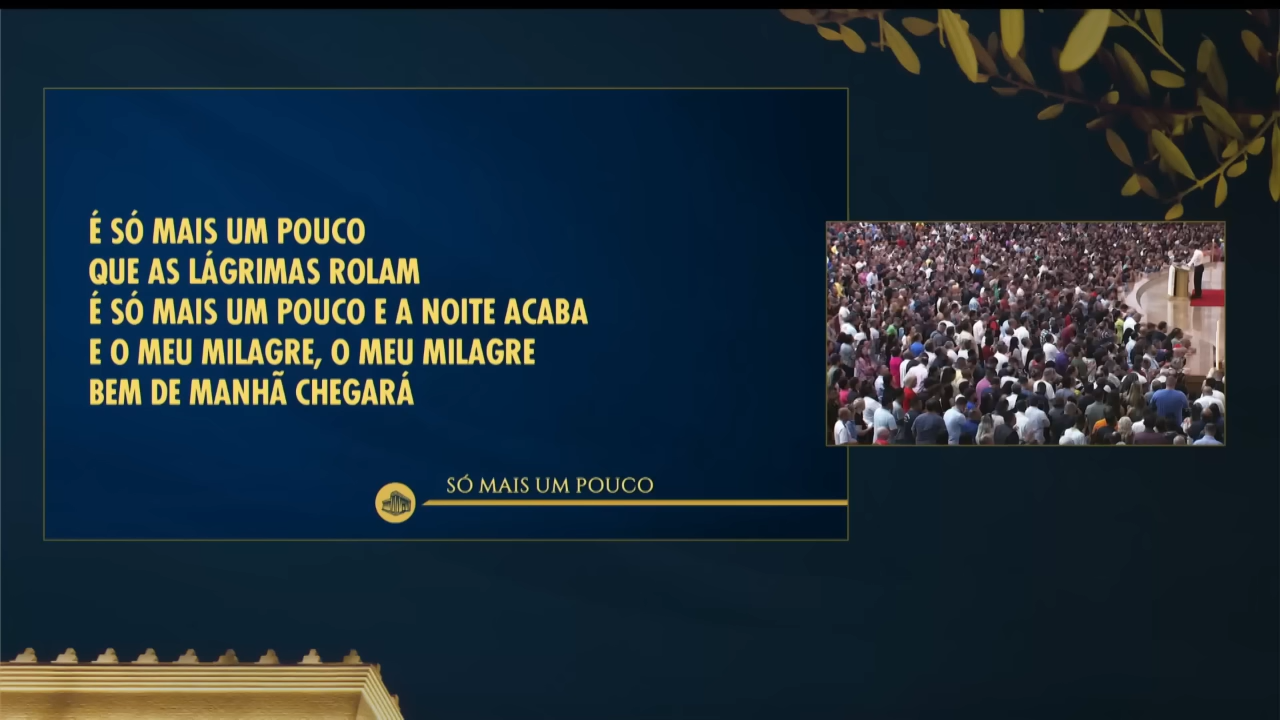 É SÓ MAIS UM POUCO
QUE AS LÁGRIMAS ROLAM
É SÓ MAIS UM POUCO E A NOITE ACABA
E O MEU MILAGRE, O MEU MILAGRE
BEM DE MANHÃ CHEGARÁ
SÓ MAIS UM POUCO